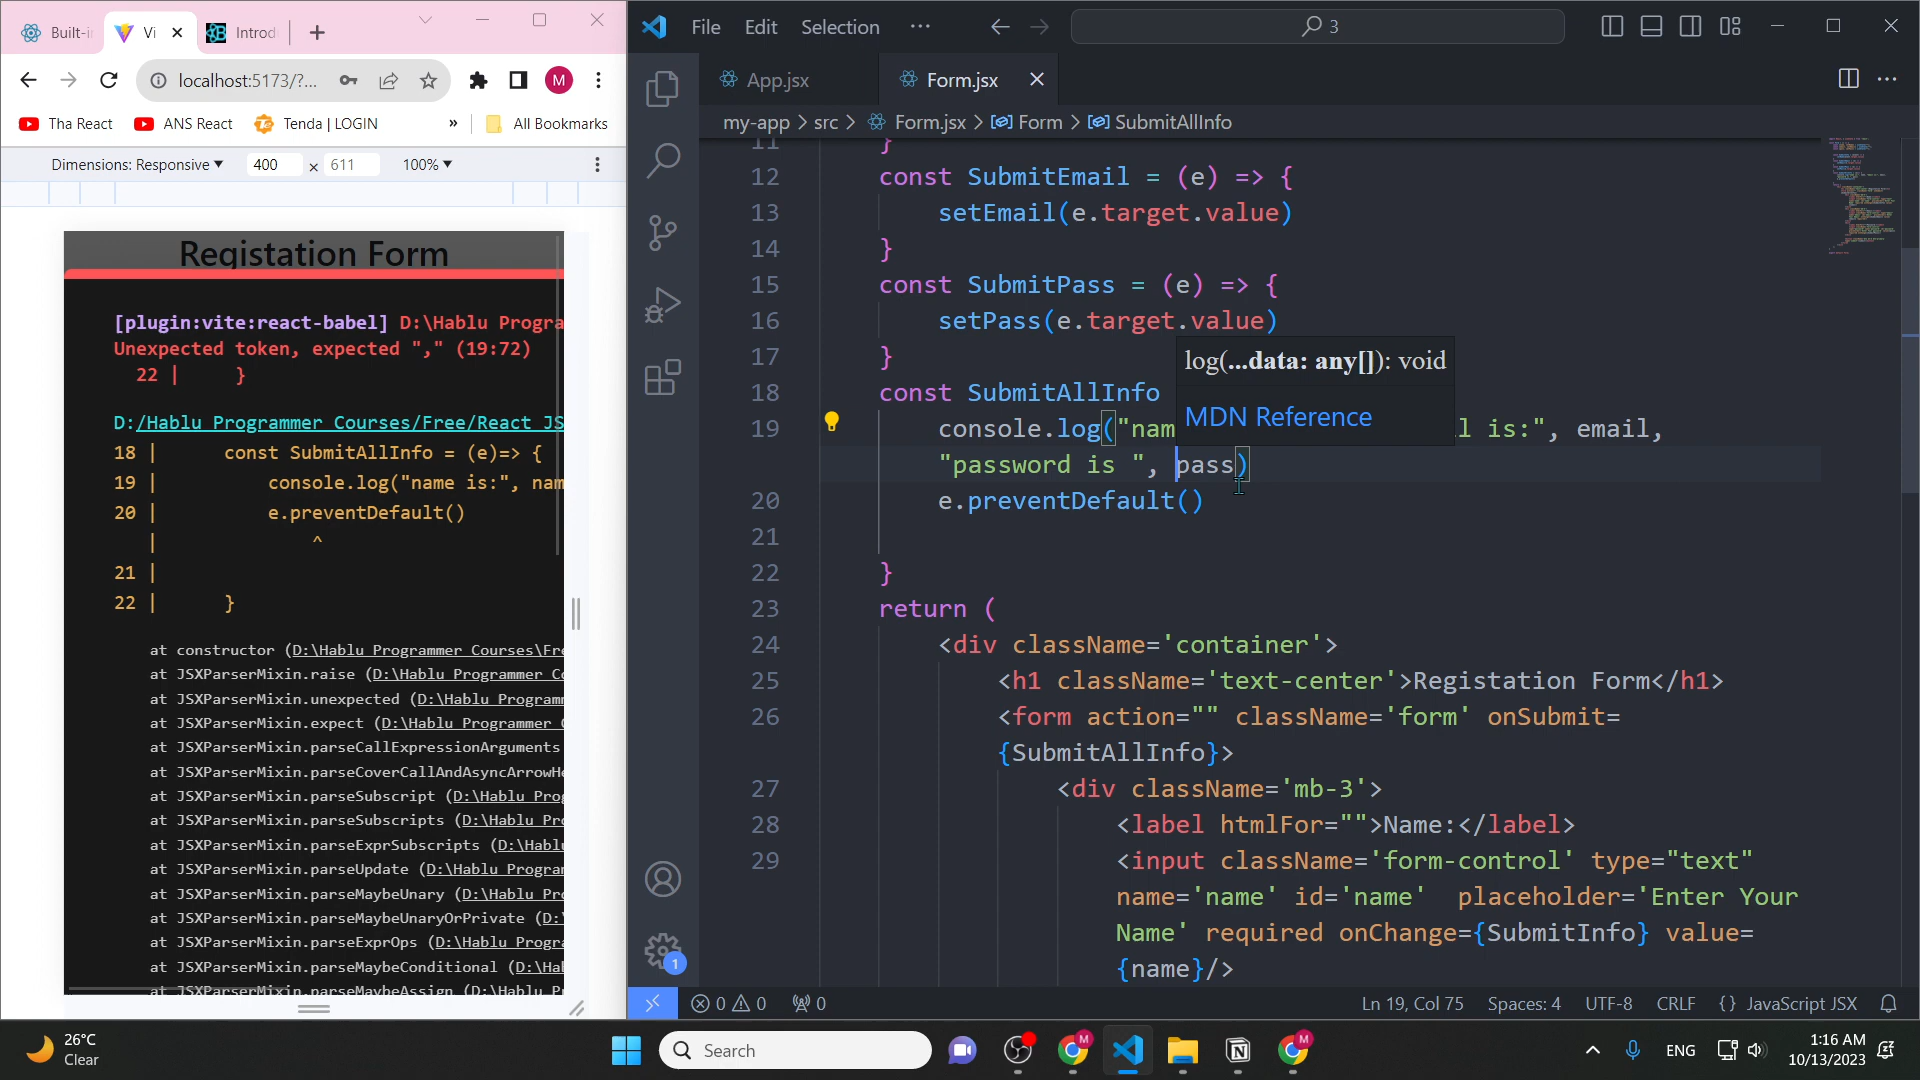 Built-i
Vi
Introd
File Edit Selection
3
localhost:5173/?...
M
App.jsx
Form.jsx
Tha React
ANS React
Tenda | LOGIN
»
All Bookmarks
my-app > src > Form.jsx > Form > SubmitAllInfo
Dimensions: Responsive
400 × 611
100%
Registation Form
[plugin:vite:react-babel] D:\Hablu Progra
Unexpected token, expected "," (19:72)
22 | }
D:/Hablu Programmer Courses/Free/React JS
18 | const SubmitAllInfo = (e)=> {
19 | console.log("name is:", nam
20 | e.preventDefault()
| ^
21 |
22 | }
at constructor (D:\Hablu Programmer Courses\Fre
at JSXParserMixin.raise (D:\Hablu Programmer Co
at JSXParserMixin.unexpected (D:\Hablu Programm
at JSXParserMixin.expect (D:\Hablu Programmer
at JSXParserMixin.parseCallExpressionArguments
at JSXParserMixin.parseCoverCallAndAsyncArrowHe
at JSXParserMixin.parseSubscript (D:\Hablu Prog
at JSXParserMixin.parseSubscripts (D:\Hablu Pro
at JSXParserMixin.parseExprSubscripts (D:\Hablu
at JSXParserMixin.parseUpdate (D:\Hablu Program
at JSXParserMixin.parseMaybeUnary (D:\Hablu Pro
at JSXParserMixin.parseMaybeUnaryOrPrivate (D:\
at JSXParserMixin.parseExprOps (D:\Hablu Progra
at JSXParserMixin.parseMaybeConditional (D:\Hab
at JSXParserMixin.parseMaybeAssign (D:\Hablu P
11 }
12 const SubmitEmail = (e) => {
13 setEmail(e.target.value)
14 }
15 const SubmitPass = (e) => {
16 setPass(e.target.value)
17 }
18 const SubmitAllInfo
log(...data: any[]): void
MDN Reference
19 console.log("nam l is:", email,
"password is ", pass)
20 e.preventDefault()
21
22 }
23 return (
24 <div className='container'>
25 <h1 className='text-center'>Registation Form</h1>
26 <form action="" className='form' onSubmit=
{SubmitAllInfo}>
27 <div className='mb-3'>
28 <label htmlFor="">Name:</label>
29 <input className='form-control' type="text"
name='name' id='name' placeholder='Enter Your
Name' required onChange={SubmitInfo} value=
{name}/>
1
0 0 0
Ln 19, Col 75
Spaces: 4
UTF-8
CRLF
{} JavaScript JSX
26°C
Clear
Search
ENG
1:16 AM
10/13/2023